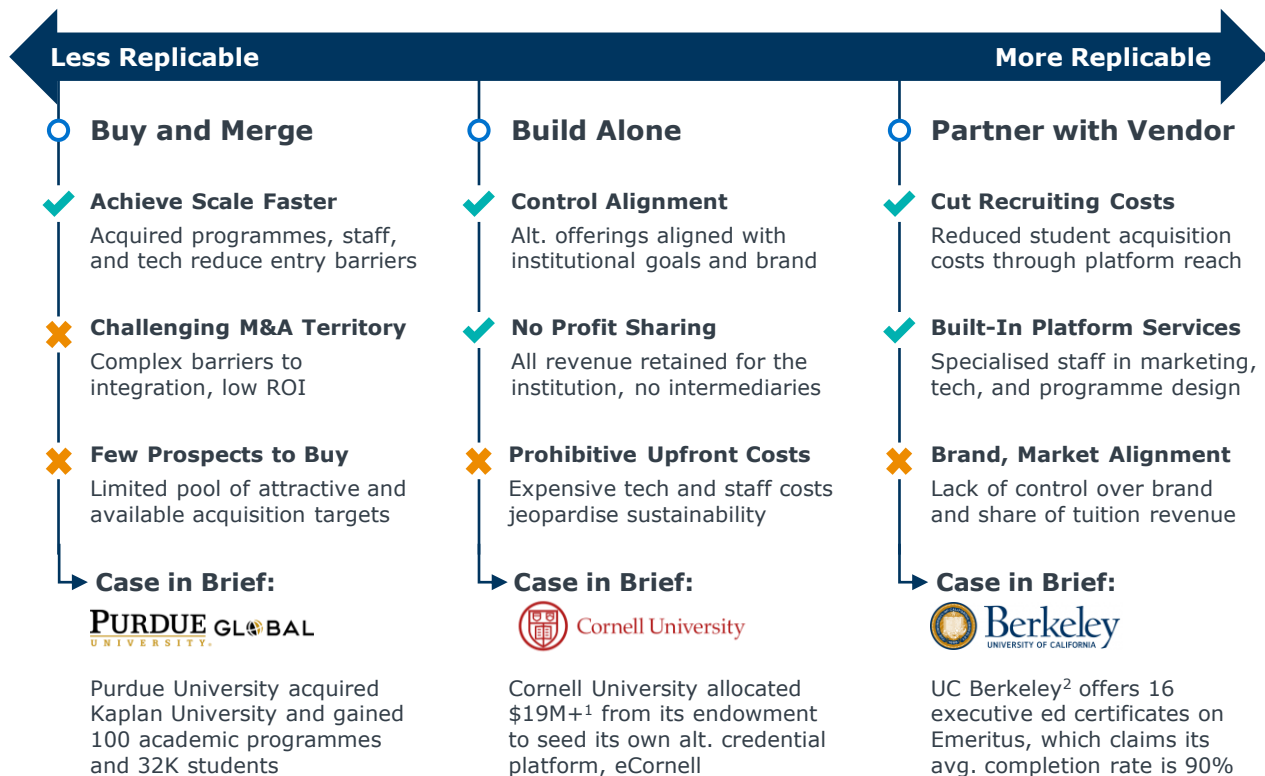 Less Replicable
More Replicable
Buy and Merge
Achieve Scale Faster
Acquired programmes, staff,
and tech reduce entry barriers
Challenging M&A Territory
Complex barriers to
integration, low ROI
Few Prospects to Buy
Limited pool of attractive and
available acquisition targets
Case in Brief:
PURDUE GLOBAL
UNIVERSITY.
Purdue University acquired
Kaplan University and gained
100 academic programmes
and 32K students
Build Alone
Control Alignment
Alt. offerings aligned with
institutional goals and brand
No Profit Sharing
All revenue retained for the
institution, no intermediaries
Prohibitive Upfront Costs
Expensive tech and staff costs
jeopardise sustainability
Case in Brief:
Cornell University
Cornell University allocated
$19M+¹ from its endowment
to seed its own alt. credential
platform, eCornell
Partner with Vendor
Cut Recruiting Costs
Reduced student acquisition
costs through platform reach
Built-In Platform Services
Specialised staff in marketing,
tech, and programme design
Brand, Market Alignment
Lack of control over brand
and share of tuition revenue
Case in Brief:
Berkeley
UNIVERSITY OF CALIFORNIA
UC Berkeley² offers 16
executive ed certificates on
Emeritus, which claims its
avg. completion rate is 90%